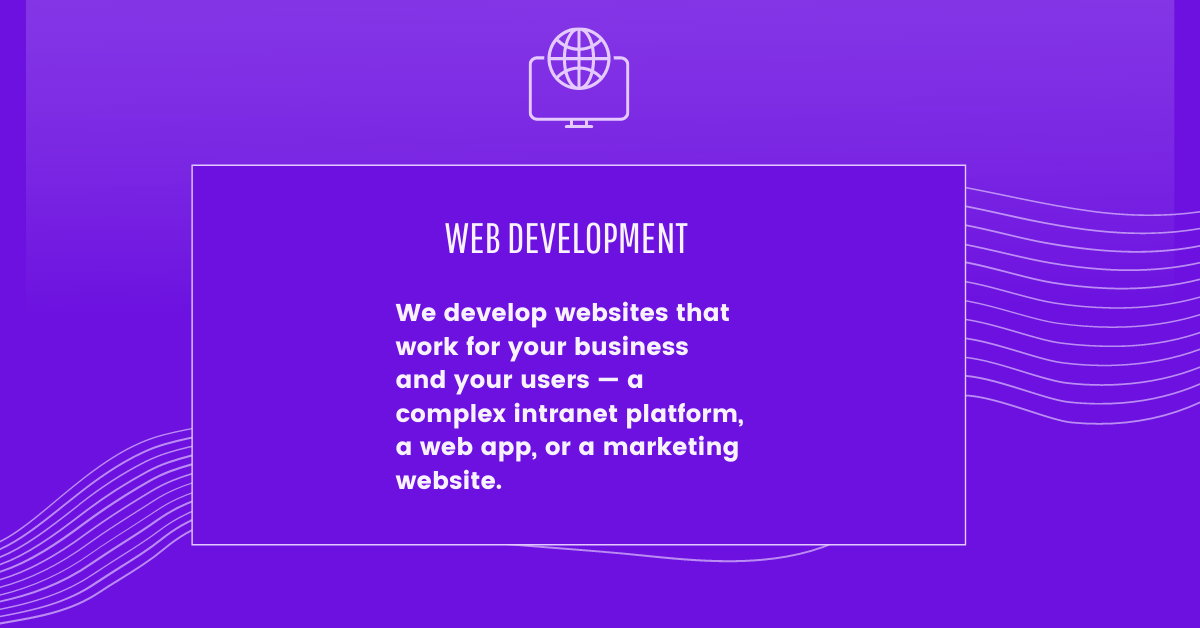 WEB DEVELOPMENT
We develop websites that
work for your business
and your users — a
complex intranet platform,
a web app, or a marketing
website.